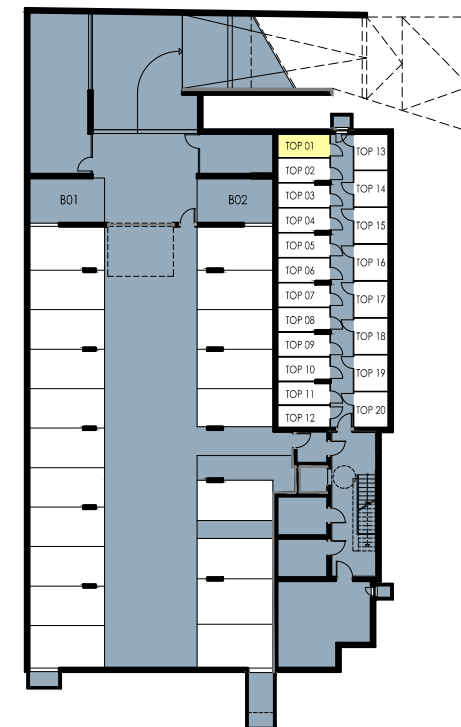 B01
B02
TOP 01
TOP 02
TOP 03
TOP 04
TOP 05
TOP 06
TOP 07
TOP 08
TOP 09
TOP 10
TOP 11
TOP 12
TOP 13
TOP 14
TOP 15
TOP 16
TOP 17
TOP 18
TOP 19
TOP 20